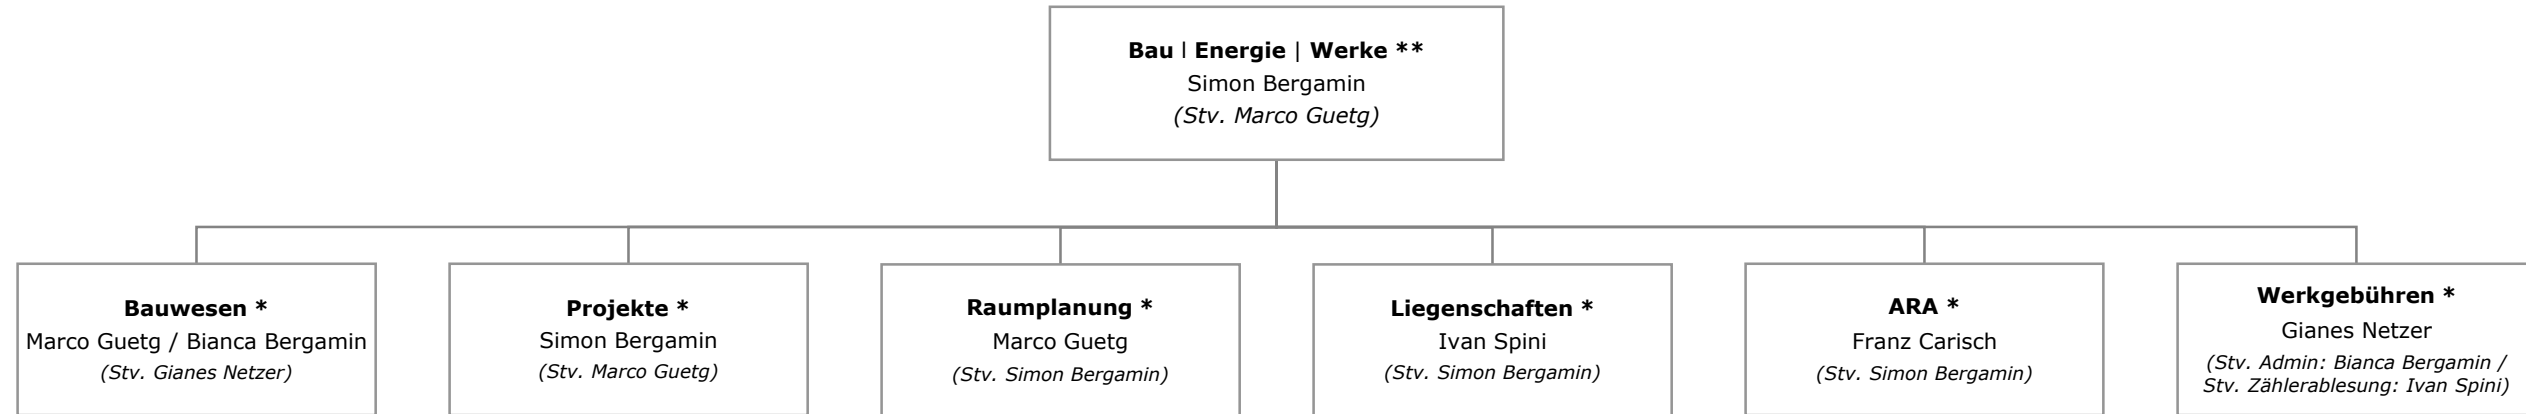 Bau l Energie | Werke **
Simon Bergamin
(Stv. Marco Guetg)
Bauwesen *
Marco Guetg / Bianca Bergamin
(Stv. Gianes Netzer)
Projekte *
Simon Bergamin
(Stv. Marco Guetg)
Raumplanung *
Marco Guetg
(Stv. Simon Bergamin)
Liegenschaften *
Ivan Spini
(Stv. Simon Bergamin)
ARA *
Franz Carisch
(Stv. Simon Bergamin)
Werkgebühren *
Gianes Netzer
(Stv. Admin: Bianca Bergamin /
Stv. Zählerablesung: Ivan Spini)